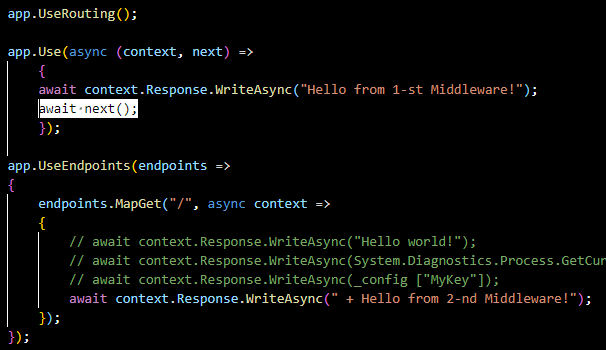 app.UseRouting();
app.Use(async (context, next) =>
{
await context.Response.WriteAsync("Hello from 1-st Middleware!");
await·next();
});
app.UseEndpoints(endpoints =>
{
endpoints.MapGet("/", async context =>
{
// await context.Response.WriteAsync("Hello world!");
// await context.Response.WriteAsync(System.Diagnostics.Process.GetCur
// await context.Response.WriteAsync(_config ["MyKey"]);
await context.Response.WriteAsync(" + Hello from 2-nd Middleware!");
});
});